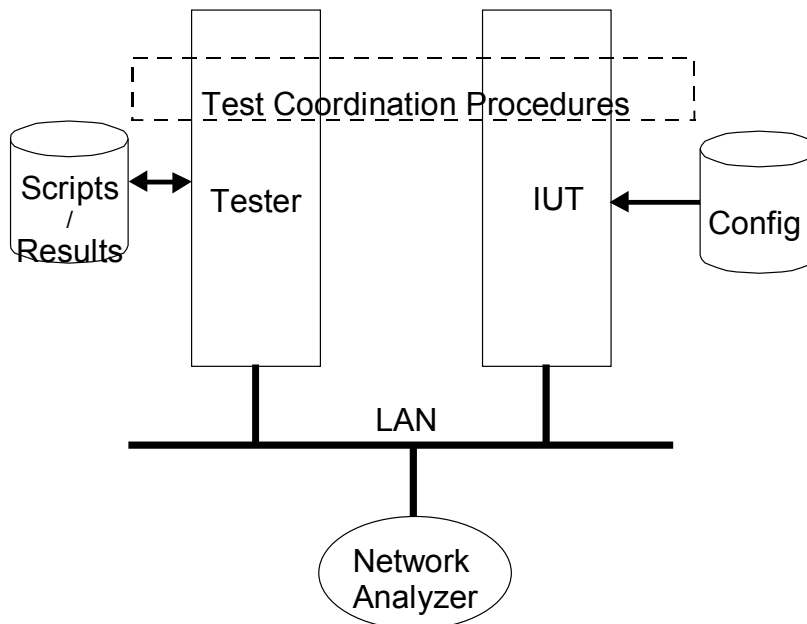 Test Coordination Procedures
Scripts
/
Results
Tester
IUT
Config
LAN
Network
Analyzer